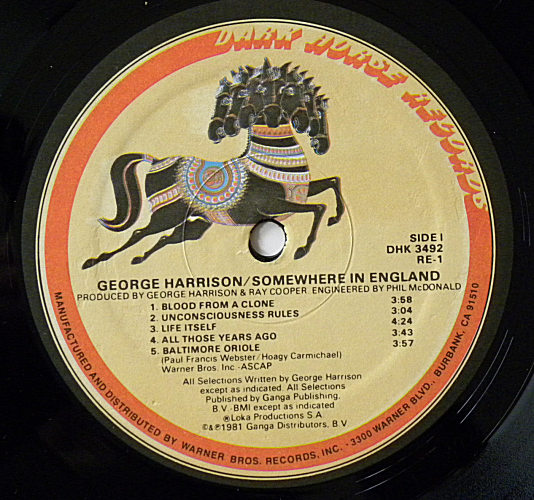 DARK HORSE RECORDS
SIDE I
DHK 3492
RE-1
GEORGE HARRISON/SOMEWHERE IN ENGLAND
PRODUCED BY GEORGE HARRISON & RAY COOPER. ENGINEERED BY PHIL McDONALD
1. BLOOD FROM A CLONE 3:58
2. UNCONSCIOUSNESS RULES 3:04
3. LIFE ITSELF 4:24
4. ALL THOSE YEARS AGO 3:43
5. BALTIMORE ORIOLE 3:57
(Paul Francis Webster/Hoagy Carmichael)
Warner Bros. Inc.-ASCAP
All Selections Written by George Harrison
except as indicated. All Selections
Published by Ganga Publishing,
B.V.-BMI except as indicated
℗Loka Productions S.A.
©&℗1981 Ganga Distributors, B.V.
MANUFACTURED AND DISTRIBUTED BY WARNER BROS. RECORDS, INC. - 3300 WARNER BLVD., BURBANK, CA 91510